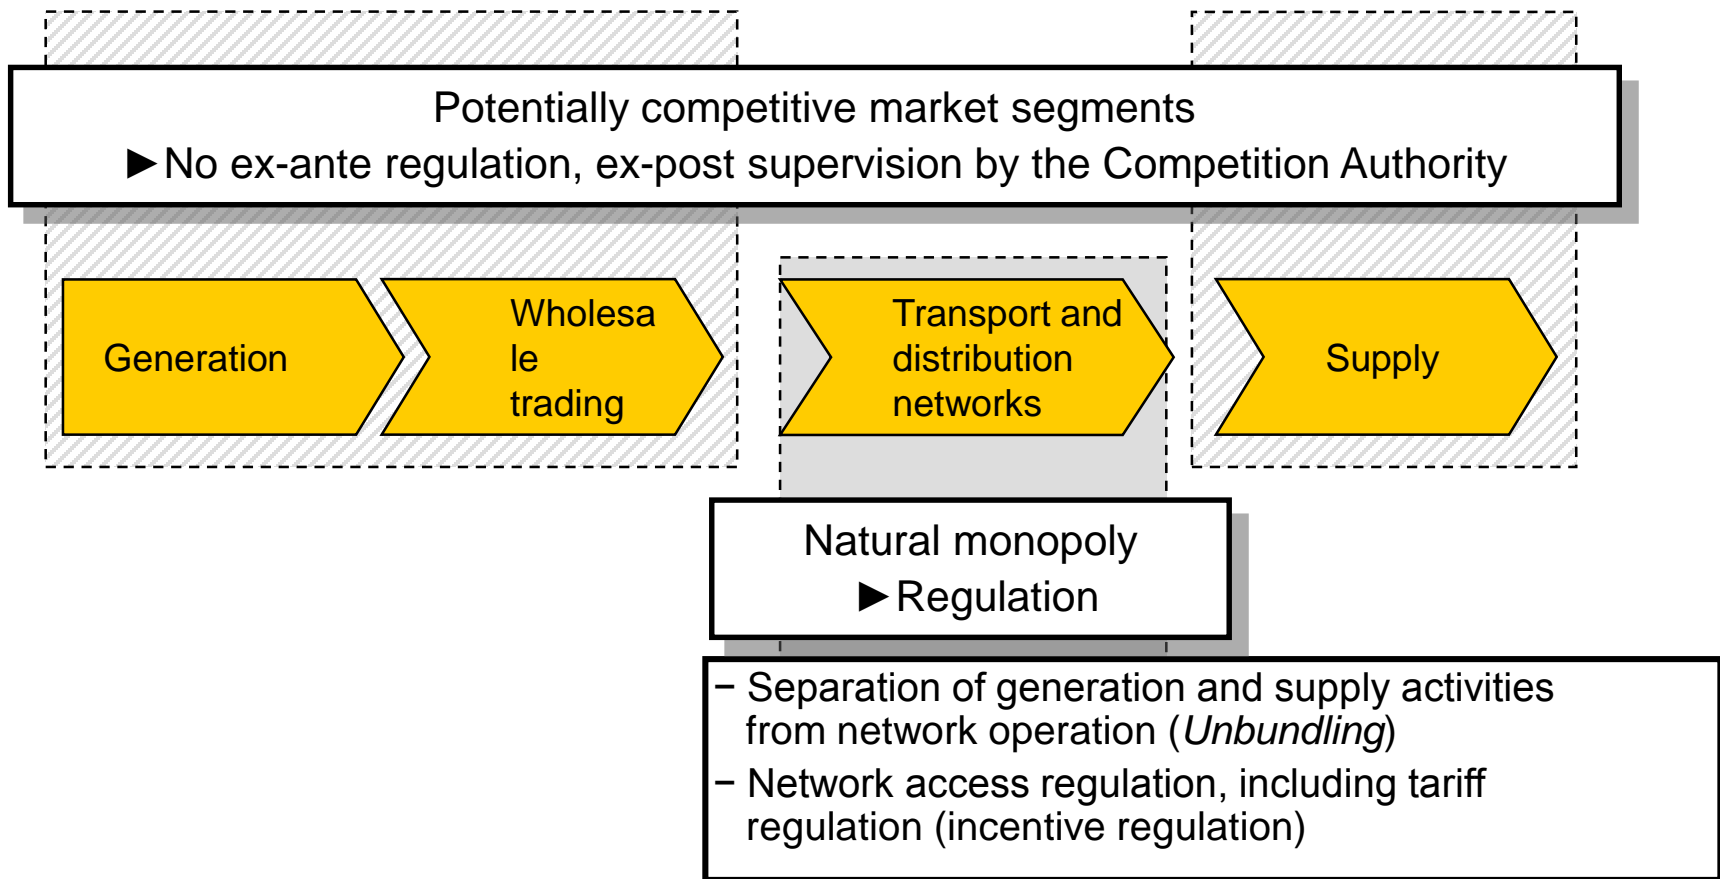 Potentially competitive market segments
►No ex-ante regulation, ex-post supervision by the Competition Authority
Generation
Wholesa
le
trading
Transport and
distribution
networks
Supply
Natural monopoly
►Regulation
− Separation of generation and supply activities
from network operation (Unbundling)
− Network access regulation, including tariff
regulation (incentive regulation)